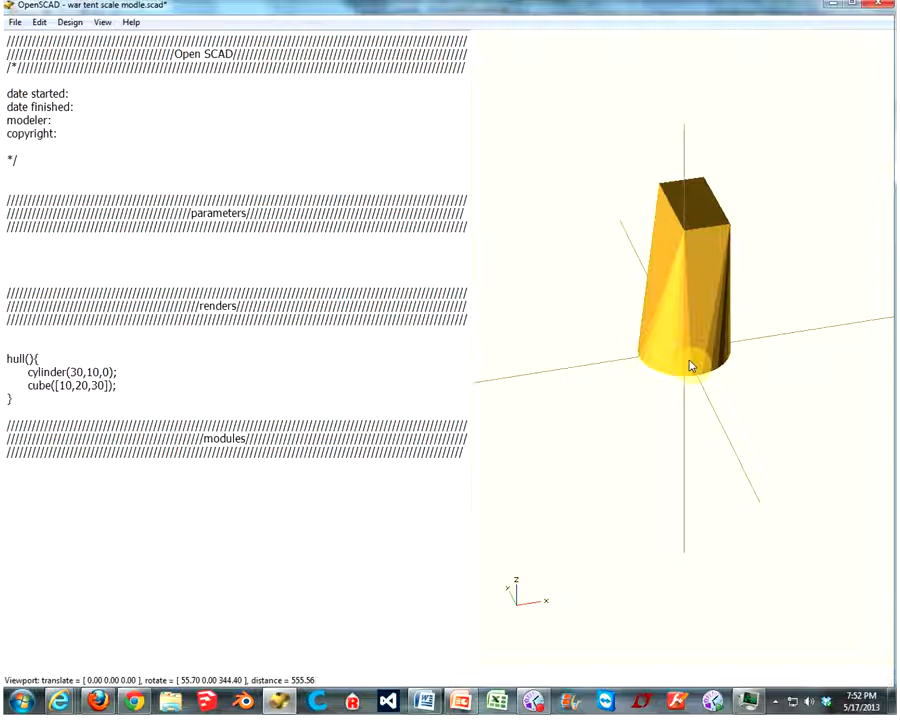 OpenSCAD - war tent scale modle.scad*
File Edit Design View Help
////////////////////////////////////////////////////////////////////////////////////////////////////////////////
/////////////////////////////////////////Open SCAD/////////////////////////////////////////////////////////
/*//////////////////////////////////////////////////////////////////////////////////////////////////////////////
date started:
date finished:
modeler:
copyright:
*/
////////////////////////////////////////////////////////////////////////////////////////////////////////////////
/////////////////////////////////////////////parameters/////////////////////////////////////////////////////
////////////////////////////////////////////////////////////////////////////////////////////////////////////////
////////////////////////////////////////////////////////////////////////////////////////////////////////////////
///////////////////////////////////////////////renders///////////////////////////////////////////////////////
////////////////////////////////////////////////////////////////////////////////////////////////////////////////
hull(){
cylinder(30,10,0);
cube([10,20,30]);
}
////////////////////////////////////////////////////////////////////////////////////////////////////////////////
////////////////////////////////////////////////modules/////////////////////////////////////////////////////
///////////////////////////////////////////////////////////////////////////////////////////////////////////////
z
y
x
Viewport: translate = [ 0.00 0.00 0.00 ], rotate = [ 55.70 0.00 344.40 ], distance = 555.56
7:52 PM
5/17/2013